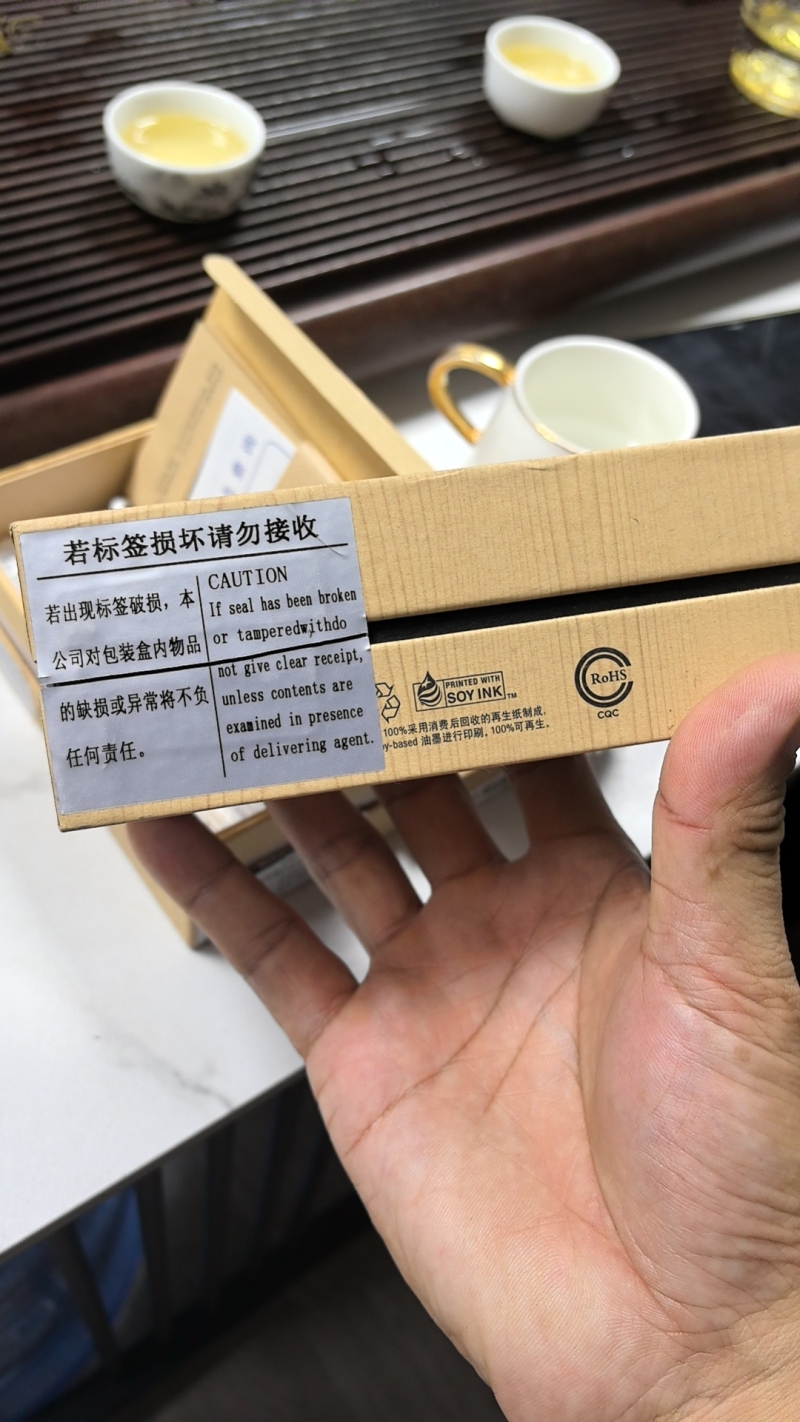 若标签损坏请勿接收
若出现标签破损，本
公司对包装盒内物品
的缺损或异常将不负
任何责任。
CAUTION
If seal has been broken
or tamperedwithdo
not give clear receipt,
unless contents are
examined in presence
of delivering agent.
PRINTED WITH
SOY INK™
RoHS
CQC
100%采用消费后回收的再生纸制成.
y-based 油墨进行印刷. 100%可再生.